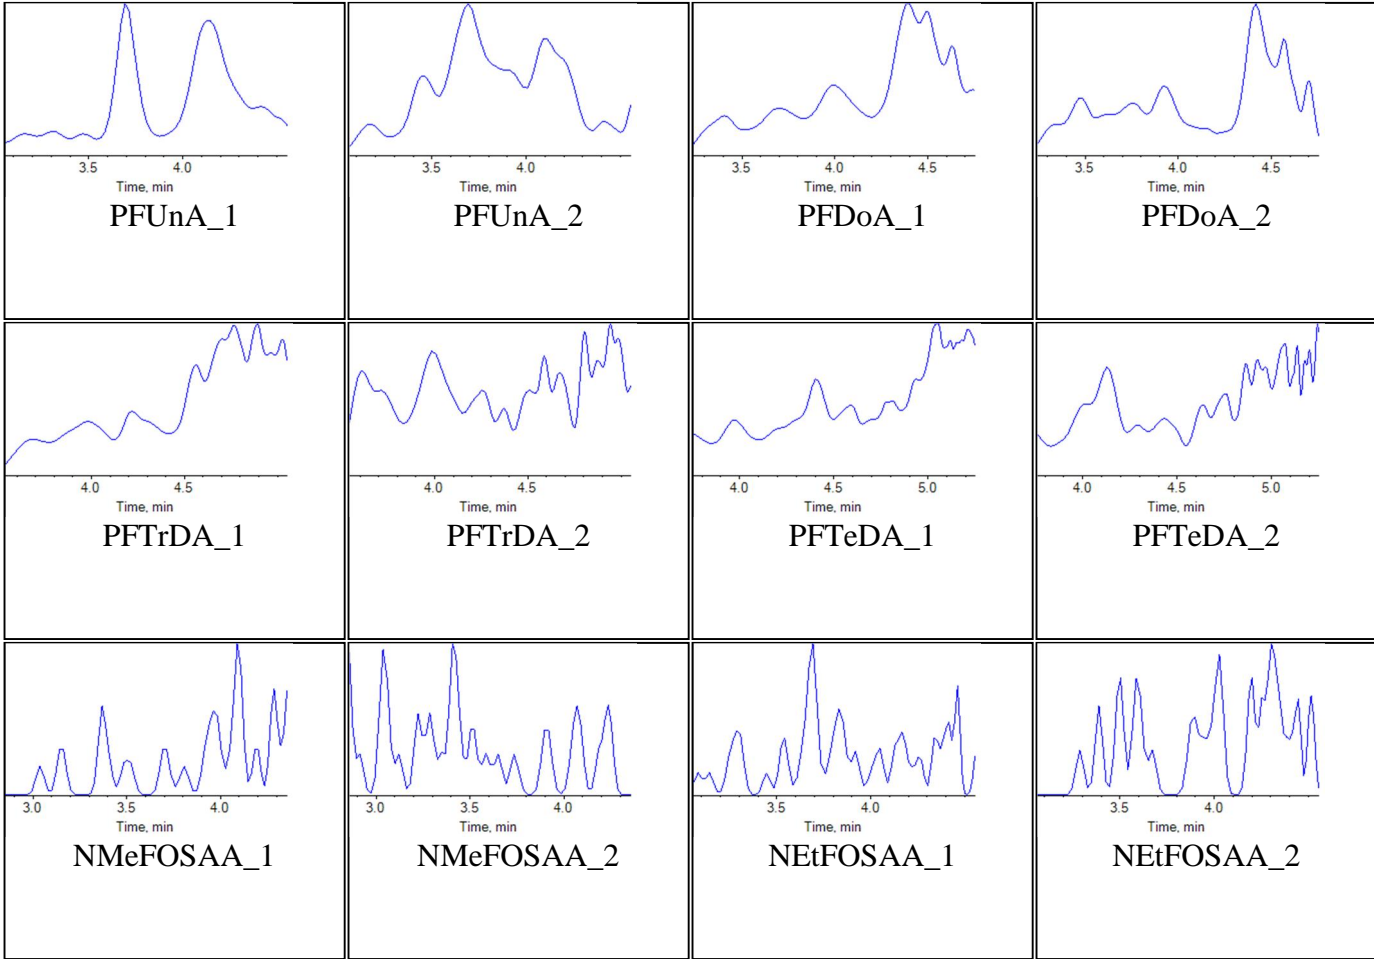 3.5 4.0
Time, min
PFUnA_1
3.5 4.0
Time, min
PFUnA_2
3.5 4.0 4.5
Time, min
PFDoA_1
3.5 4.0 4.5
Time, min
PFDoA_2
4.0 4.5
Time, min
PFTrDA_1
4.0 4.5
Time, min
PFTrDA_2
4.0 4.5 5.0
Time, min
PFTeDA_1
4.0 4.5 5.0
Time, min
PFTeDA_2
3.0 3.5 4.0
Time, min
NMeFOSAA_1
3.0 3.5 4.0
Time, min
NMeFOSAA_2
3.5 4.0
Time, min
NEtFOSAA_1
3.5 4.0
Time, min
NEtFOSAA_2